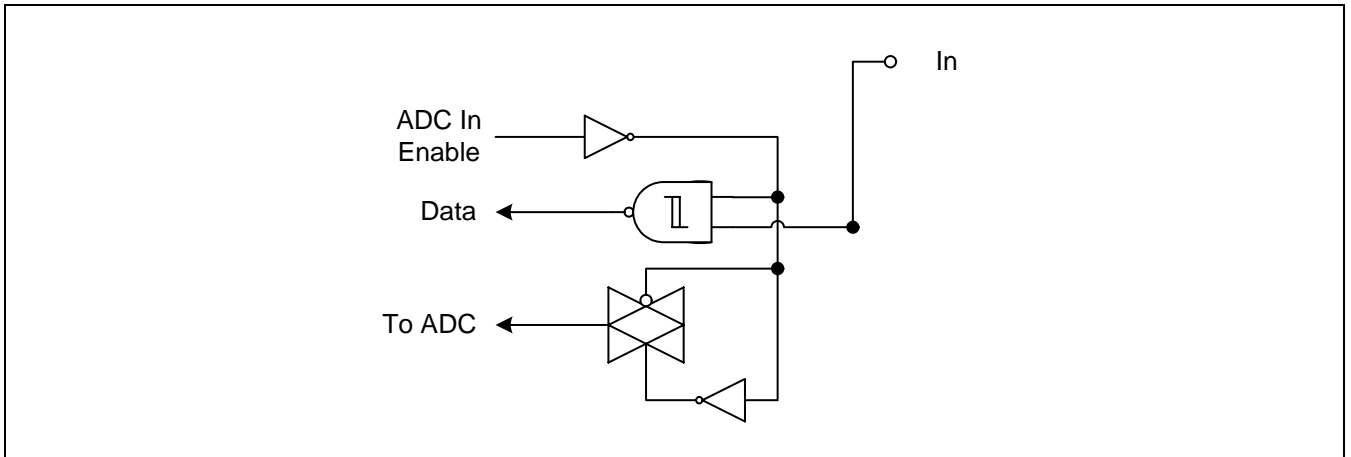 In
ADC In
Enable
Data
To ADC